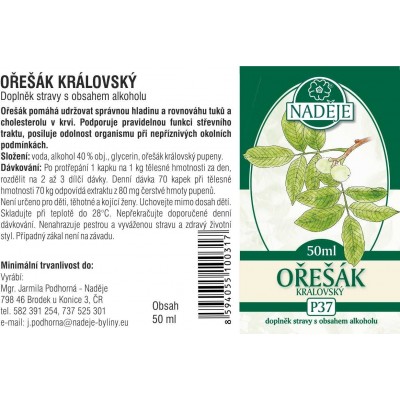 OŘEŠÁK KRÁLOVSKÝ
Doplněk stravy s obsahem alkoholu
Ořešák pomáhá udržovat správnou hladinu a rovnováhu tuků a
cholesterolu v krvi. Podporuje pravidelnou funkci střevního
traktu, posiluje odolnost organismu při nepříznivých okolních
podmínkách.
Složení: voda, alkohol 40% obj., glycerin, ořešák královský pupeny.
Dávkování: Po protřepání 1 kapku na 1 kg tělesné hmotnosti za den,
rozdělit na 2 až 3 dílčí dávky. Denní dávka 70 kapek při tělesné
hmotnosti 70 kg odpovídá extraktu z 80 mg čerstvé hmoty pupenů.
Není určeno pro děti, těhotné a kojící ženy. Uchovejte mimo dosah dětí.
Skladujte při teplotě do 28°C. Nepřekračujte doporučené denní
dávkování. Nenahrazuje pestrou a vyváženou stravu a zdravý životní
styl. Případný zákal není na závadu.
Minimální trvanlivost do:
Vyrábí:
Mgr. Jarmila Podhorná - Naděje
798 46 Brodek u Konice 3, ČR
tel. 582 391 254, 737 525 301
e-mail: j.podhorna@nadeje-byliny.eu
Obsah
50 ml
8594055100317
NADĚJE
50ml
OŘEŠÁK
KRÁLOVSKÝ
P37
doplněk stravy s obsahem alkoholu